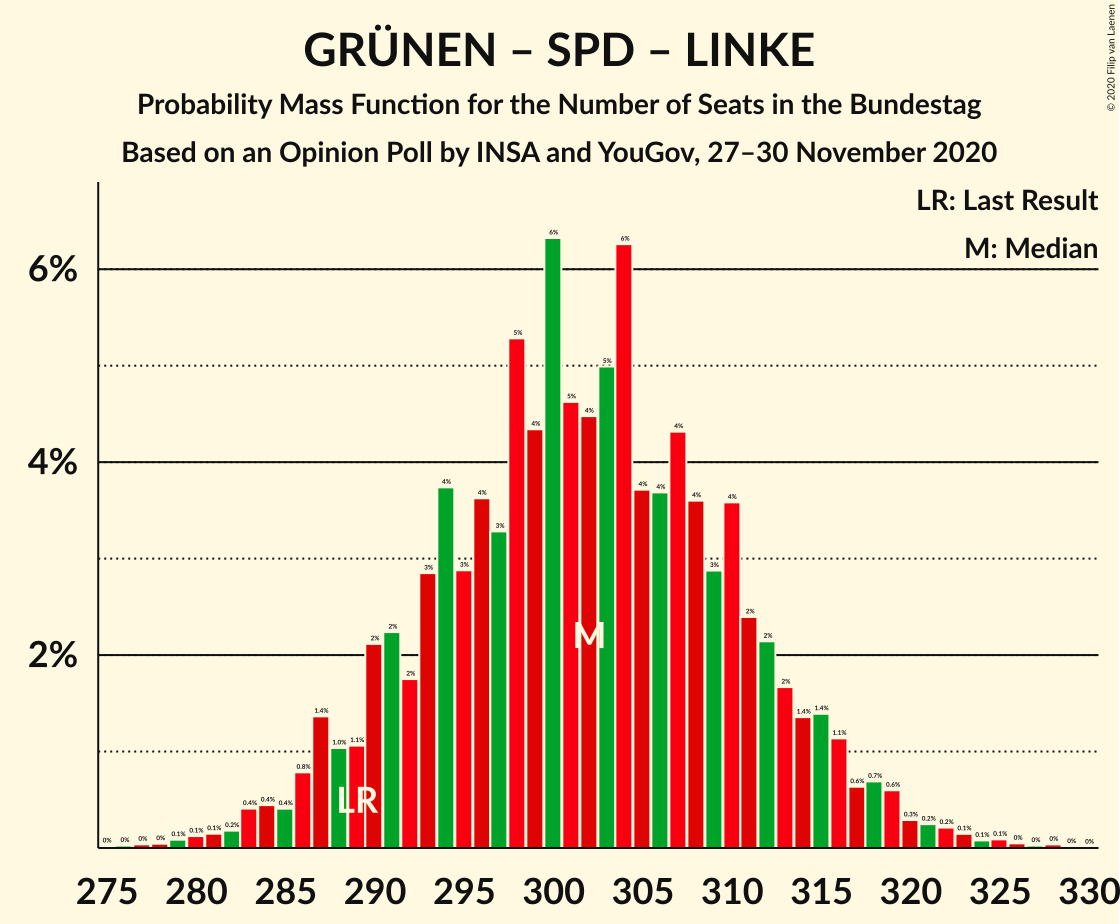 GRÜNEN – SPD – LINKE
Probability Mass Function for the Number of Seats in the Bundestag
Based on an Opinion Poll by INSA and YouGov, 27–30 November 2020
© 2020 Filip van Laenen
LR: Last Result
M: Median
6%
4%
2%
0% 0% 0% 0% 0.1% 0.1% 0.1% 0.2% 0.4% 0.4% 0.4% 0.8% 1.4% 1.0% 1.1% 2% 2% 2% 3% 4% 3% 4% 3% 5% 4% 6% 5% 4% 5% 6% 4% 4% 4% 4% 3% 4% 2% 2% 2% 1.4% 1.4% 1.1% 0.6% 0.7% 0.6% 0.3% 0.2% 0.2% 0.1% 0.1% 0.1% 0% 0% 0% 0% 0%
M
LR
275 280 285 290 295 300 305 310 315 320 325 330